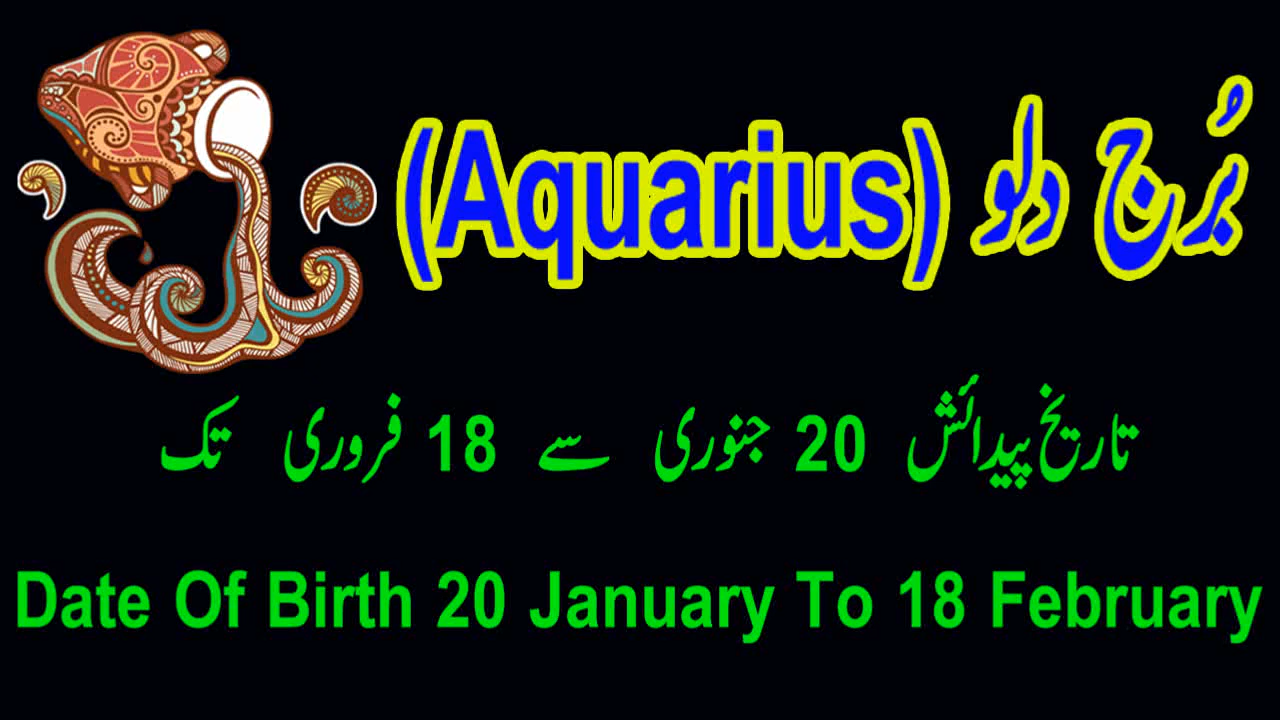 بُرج دلو (Aquarius)
تاریخ پیدائش 20 جنوری سے 18 فروری تک
Date Of Birth 20 January To 18 February